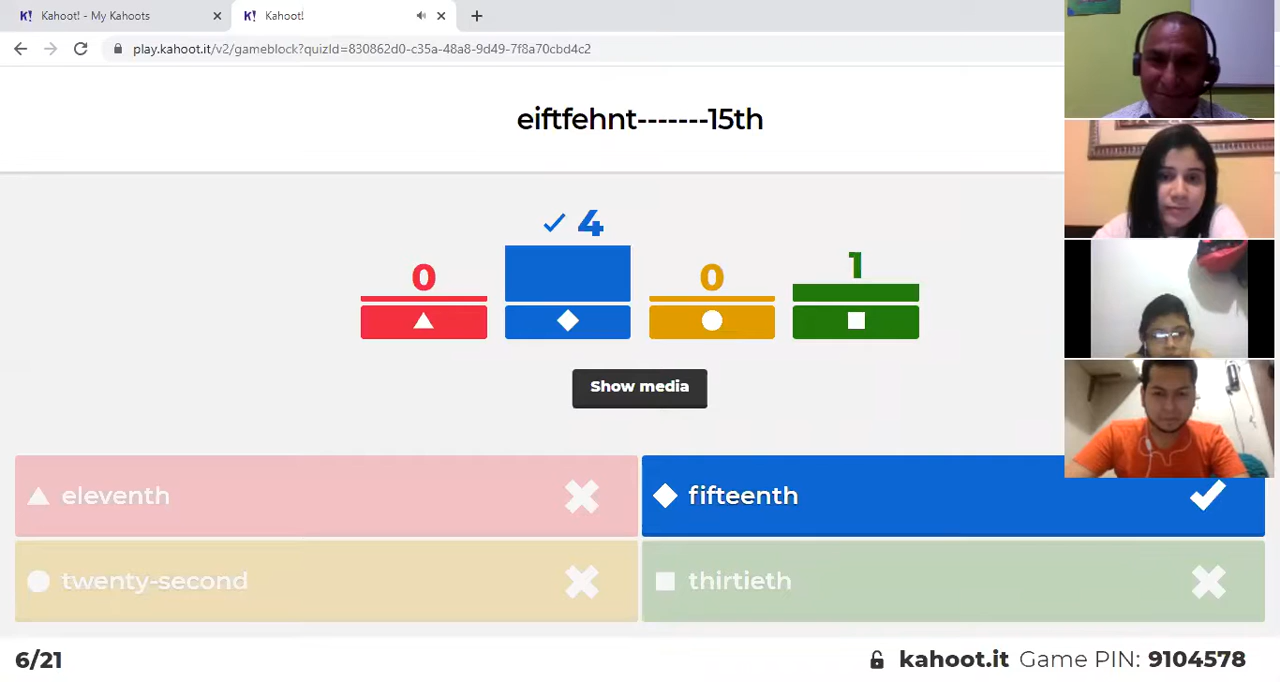 K! Kahoot! - My Kahoots
K! Kahoot!
play.kahoot.it/v2/gameblock?quizId=830862d0-c35a-48a8-9d49-7f8a70cbd4c2
eiftfehnt-------15th
0
4
0
1
Show media
eleventh
fifteenth
twenty-second
thirtieth
6/21
kahoot.it Game PIN: 9104578